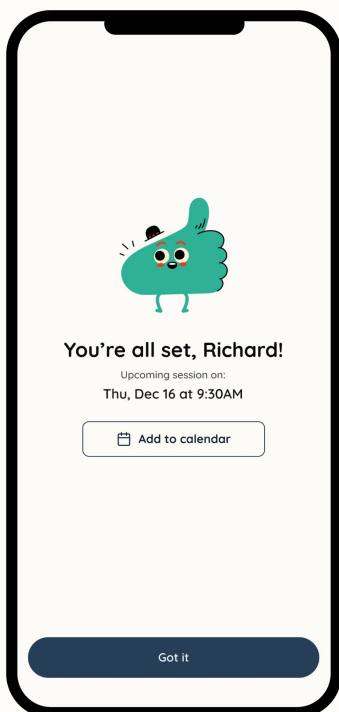 You’re all set, Richard!
Upcoming session on:
Thu, Dec 16 at 9:30AM
Add to calendar
Got it